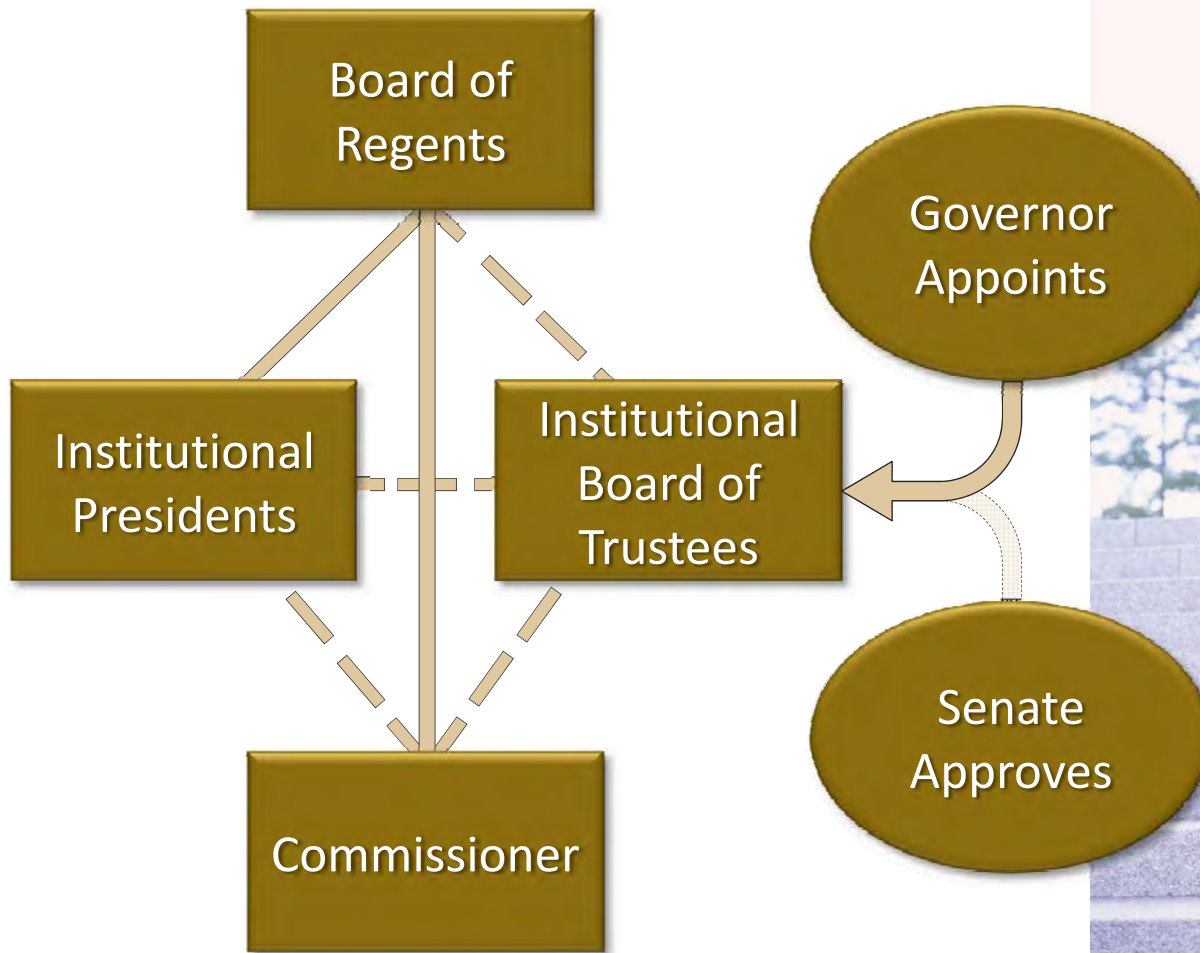 Board of
Regents
Governor
Appoints
Institutional
Presidents
Institutional
Board of
Trustees
Senate
Approves
Commissioner